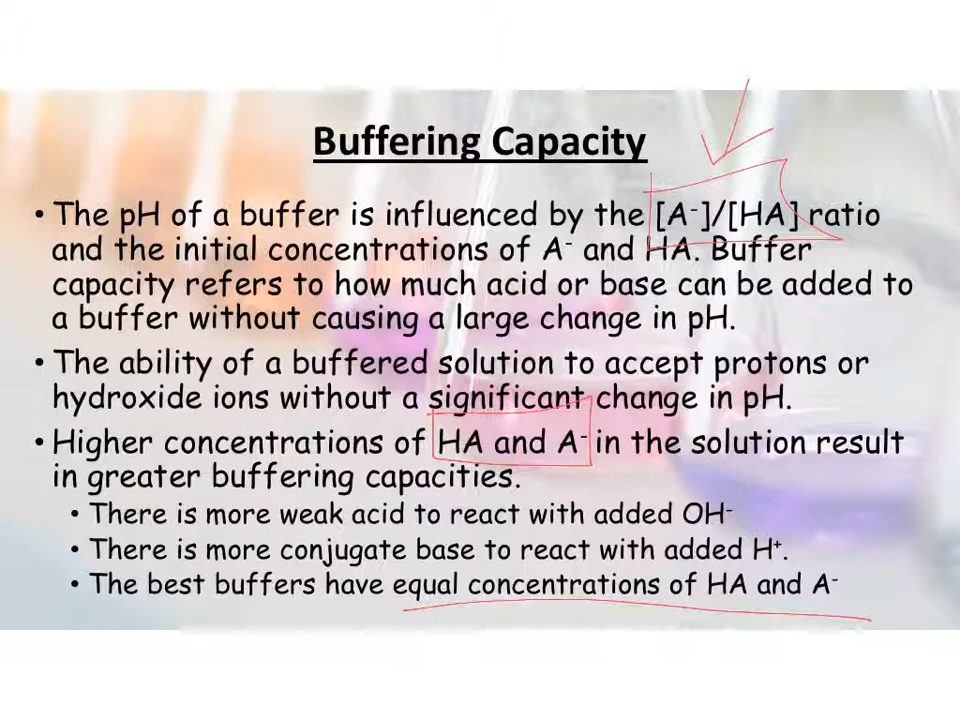 Buffering Capacity
• The pH of a buffer is influenced by the [A⁻]/[HA] ratio
and the initial concentrations of A⁻ and HA. Buffer
capacity refers to how much acid or base can be added to
a buffer without causing a large change in pH.
• The ability of a buffered solution to accept protons or
hydroxide ions without a significant change in pH.
• Higher concentrations of HA and A⁻ in the solution result
in greater buffering capacities.
• There is more weak acid to react with added OH⁻
• There is more conjugate base to react with added H⁺.
• The best buffers have equal concentrations of HA and A⁻